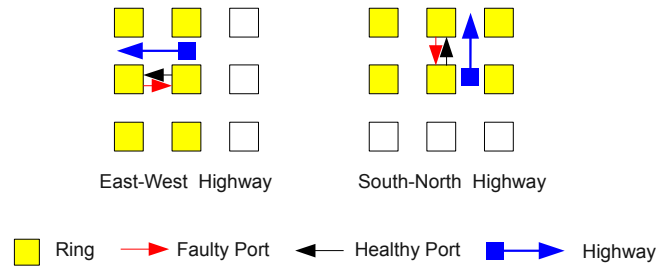 East-West Highway
South-North Highway
Ring
Faulty Port
Healthy Port
Highway